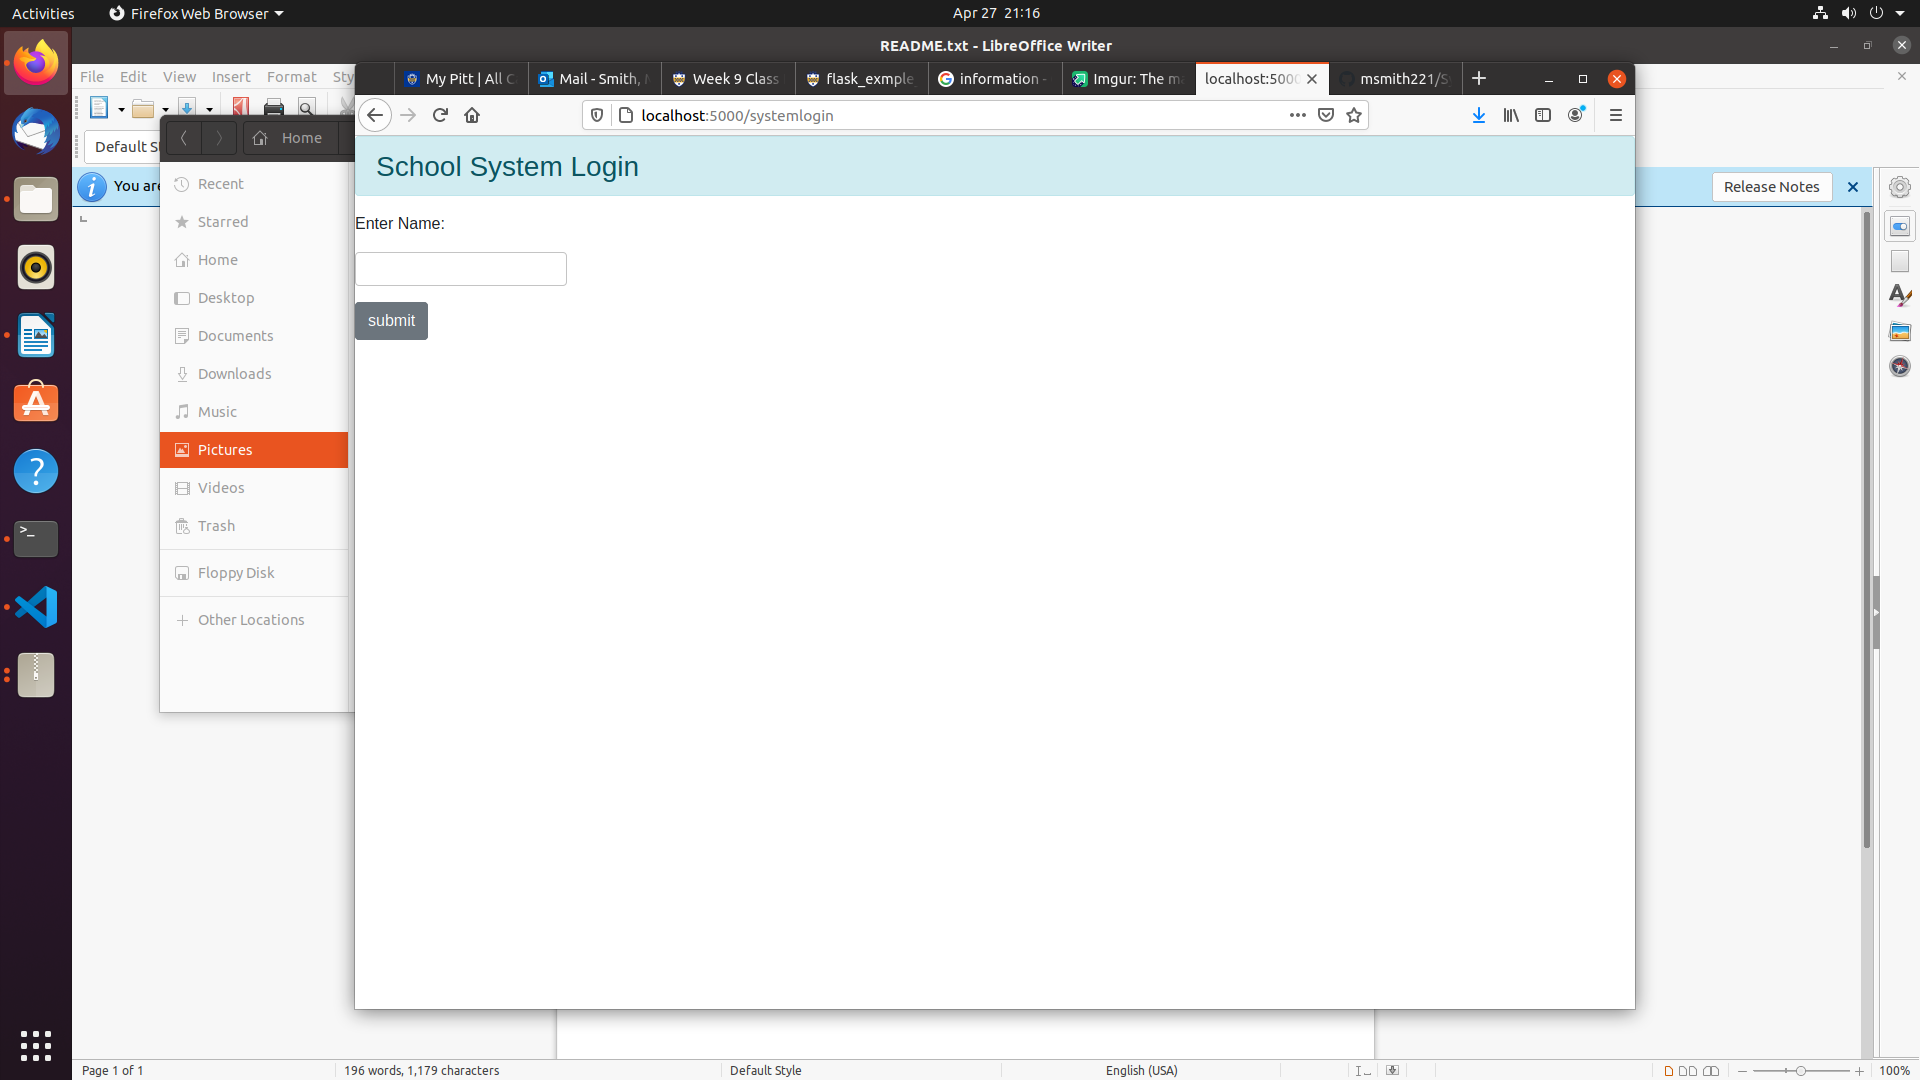 Activities
Firefox Web Browser
Apr 27 21:16
README.txt - LibreOffice Writer
File Edit View Insert Format
My Pitt | All
Mail - Smith,
Week 9 Class
flask_exmple
information -
Imgur: The
localhost:5000
msmith221/
localhost:5000/systemlogin
Home
Default
School System Login
You
Release Notes
Recent
Starred
Home
Desktop
Documents
Downloads
Music
Pictures
Videos
Trash
Floppy Disk
Other Locations
Enter Name:
submit
Page 1 of 1
196 words, 1,179 characters
Default Style
English (USA)
100%